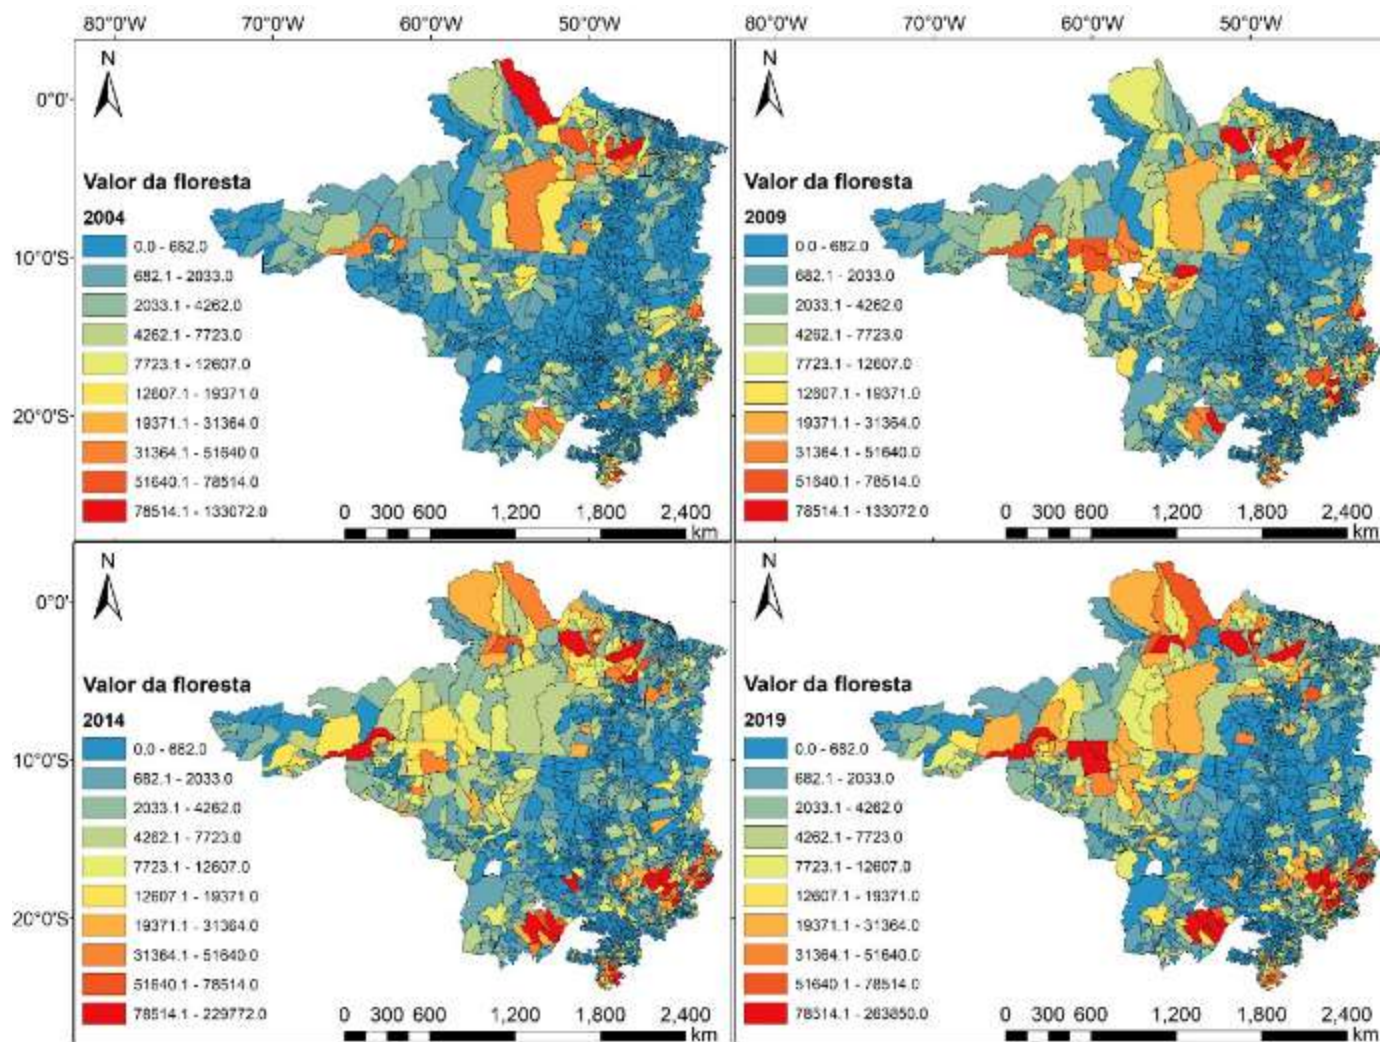 80°0'W 70°0'W 60°0'W 50°0'W 80°0'W 70°0'W 60°0'W 50°0'W
N
0°0'
Valor da floresta
2004
0.0 - 682.0
682.1 - 2033.0
2033.1 - 4262.0
4262.1 - 7723.0
7723.1 - 12607.0
12607.1 - 19371.0
19371.1 - 31364.0
31364.1 - 51640.0
51640.1 - 78514.0
78514.1 - 133072.0
10°0'S
20°0'S
0 300 600 1,200 1,800 2,400
km
N
Valor da floresta
2009
0.0 - 682.0
682.1 - 2033.0
2033.1 - 4262.0
4262.1 - 7723.0
7723.1 - 12607.0
12607.1 - 19371.0
19371.1 - 31364.0
31364.1 - 51640.0
51640.1 - 78514.0
78514.1 - 133072.0
0 300 600 1,200 1,800 2,400
km
N
0°0'
Valor da floresta
2014
0.0 - 682.0
682.1 - 2033.0
2033.1 - 4262.0
4262.1 - 7723.0
7723.1 - 12607.0
12607.1 - 19371.0
19371.1 - 31364.0
31364.1 - 51640.0
51640.1 - 78514.0
78514.1 - 229772.0
10°0'S
20°0'S
0 300 600 1,200 1,800 2,400
km
N
Valor da floresta
2019
0.0 - 682.0
682.1 - 2033.0
2033.1 - 4262.0
4262.1 - 7723.0
7723.1 - 12607.0
12607.1 - 19371.0
19371.1 - 31364.0
31364.1 - 51640.0
51640.1 - 78514.0
78514.1 - 263850.0
0 300 600 1,200 1,800 2,400
km